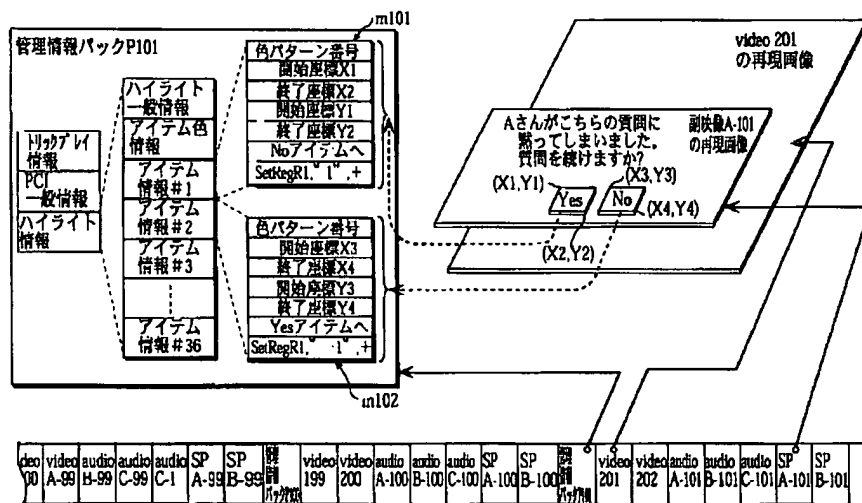 m101
管理情報パックP101
トリックプレイ
情報
PCI
一般情報
ハイライト
情報
ハイライト
一般情報
アイテム色
情報
アイテム
情報#1
アイテム
情報#2
アイテム
情報#3
アイテム
情報#36
色パターン番号
開始座標X1
終了座標X2
開始座標Y1
終了座標Y2
Noアイテムへ
SetRegR1,"1",+
色パターン番号
開始座標X3
終了座標X4
開始座標Y3
終了座標Y4
Yesアイテムへ
SetRegR1,"-1",+
m102
video 201
の再現画像
Aさんがこちらの質問に
黙ってしまいました。
質問を続けますか?
副映像A-101
の再現画像
(X1,Y1)
(X3,Y3)
Yes
No
(X4,Y4)
(X2,Y2)
deo
video
A-99
audio
B-99
audio
C-99
audio
C-1
SP
A-99
SP
B-99
video
199
video
200
audio
A-100
audio
B-100
audio
C-100
SP
A-100
SP
B-100
video
201
video
202
audio
A-101
audio
B-101
audio
C-101
SP
A-101
SP
B-101